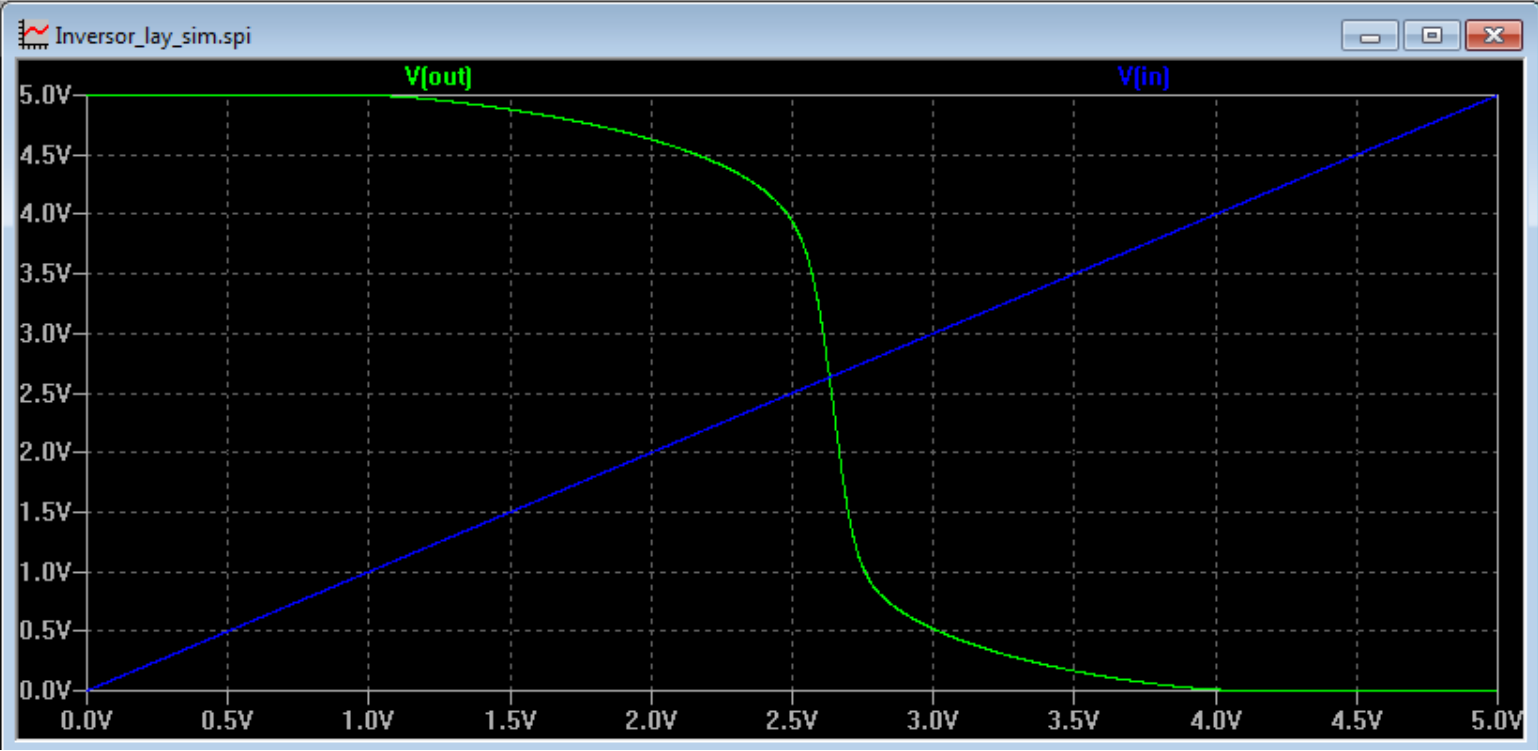 Inversor_lay_sim.spi
V(out) V(in)
5.0V
4.5V
4.0V
3.5V
3.0V
2.5V
2.0V
1.5V
1.0V
0.5V
0.0V
0.0V 0.5V 1.0V 1.5V 2.0V 2.5V 3.0V 3.5V 4.0V 4.5V 5.0V